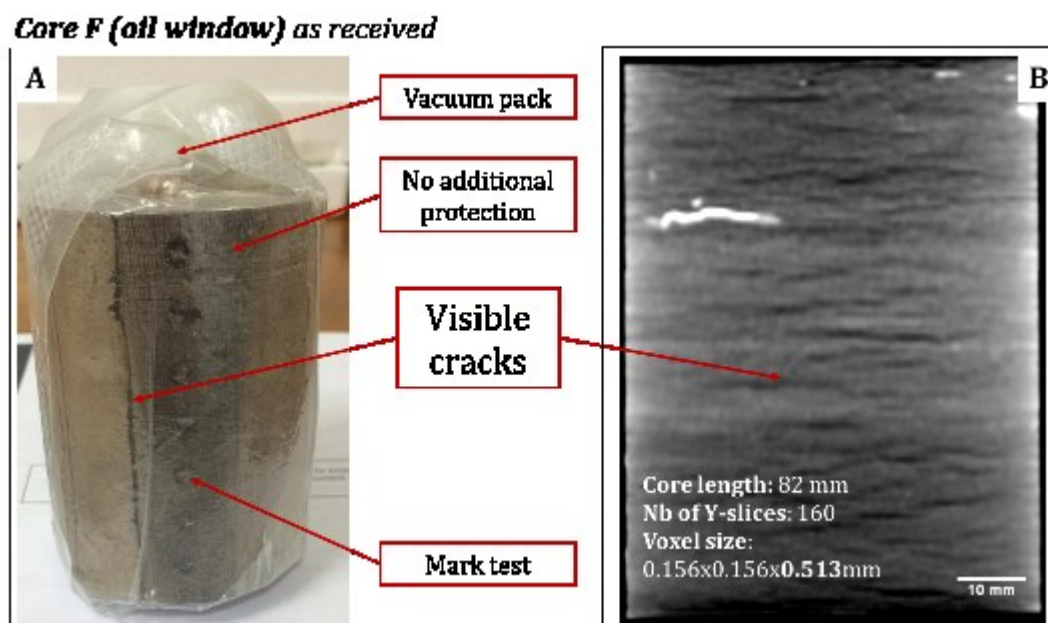 Core F (oil window) as received
A
B
Vacuum pack
No additional
protection
Visible
cracks
Mark test
Core length: 82 mm
Nb of Y-slices: 160
Voxel size:
0.156x0.156x0.513mm
10 mm